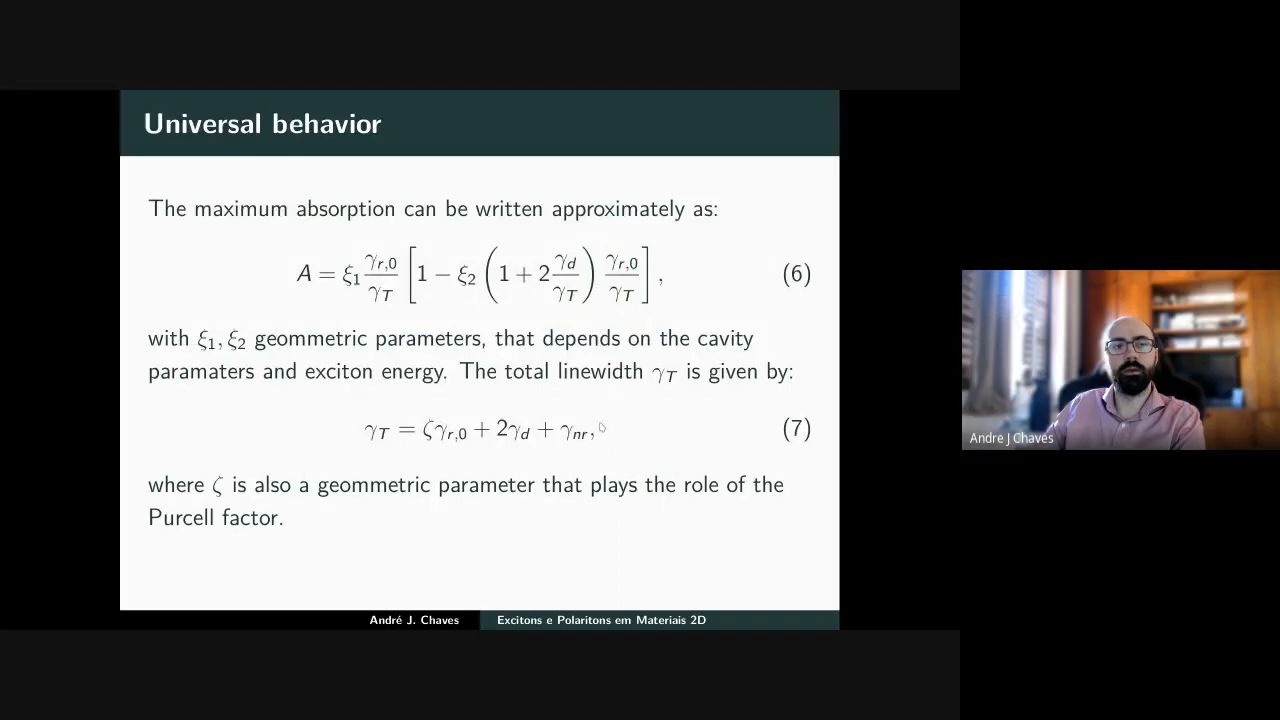 Universal behavior
The maximum absorption can be written approximately as:
A = ξ₁ γ_{r,0}/γ_T [1 − ξ₂ (1 + 2 γ_d/γ_T) γ_{r,0}/γ_T], (6)
with ξ₁, ξ₂ geommetric parameters, that depends on the cavity
paramaters and exciton energy. The total linewidth γ_T is given by:
γ_T = ζγ_{r,0} + 2γ_d + γ_{nr}, (7)
where ζ is also a geommetric parameter that plays the role of the
Purcell factor.
André J. Chaves Excitons e Polaritons em Materiais 2D
Andre J Chaves